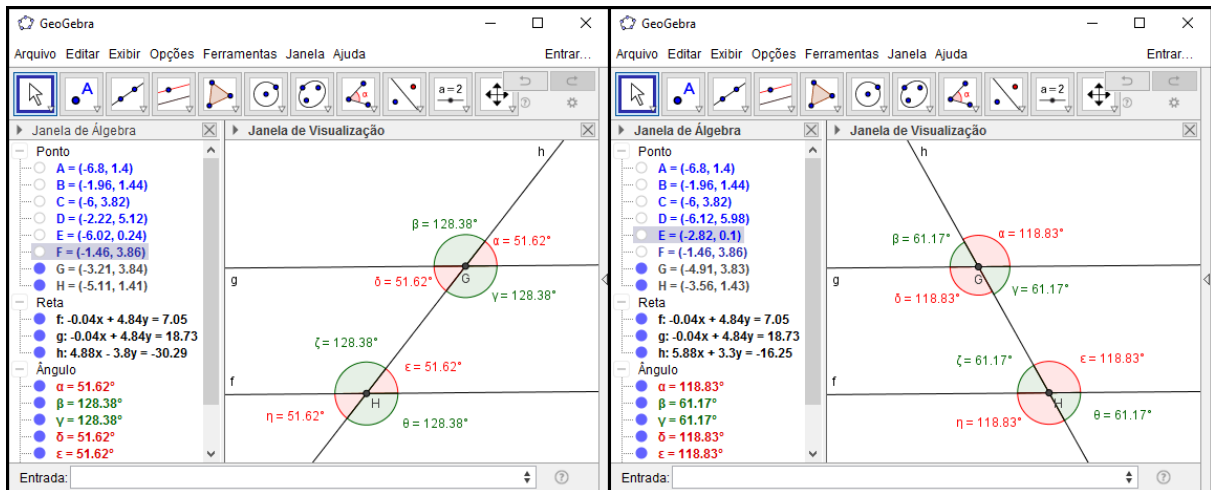 GeoGebra
Arquivo Editar Exibir Opções Ferramentas Janela Ajuda Entrar...
A α a = 2
Janela de Álgebra
Ponto
A = (-6.8, 1.4)
B = (-1.96, 1.44)
C = (-6, 3.82)
D = (-2.22, 5.12)
E = (-6.02, 0.24)
F = (-1.46, 3.86)
G = (-3.21, 3.84)
H = (-5.11, 1.41)
Reta
f: -0.04x + 4.84y = 7.05
g: -0.04x + 4.84y = 18.73
h: 4.88x - 3.8y = -30.29
Ângulo
α = 51.62°
β = 128.38°
γ = 128.38°
δ = 51.62°
ε = 51.62°
Janela de Visualização
h
β = 128.38°
α = 51.62°
g
G
δ = 51.62°
γ = 128.38°
ζ = 128.38°
ε = 51.62°
f
H
η = 51.62°
θ = 128.38°
Entrada:
GeoGebra
Arquivo Editar Exibir Opções Ferramentas Janela Ajuda Entrar...
A α a = 2
Janela de Álgebra
Ponto
A = (-6.8, 1.4)
B = (-1.96, 1.44)
C = (-6, 3.82)
D = (-6.12, 5.98)
E = (-2.82, 0.1)
F = (-1.46, 3.86)
G = (-4.91, 3.83)
H = (-3.56, 1.43)
Reta
f: -0.04x + 4.84y = 7.05
g: -0.04x + 4.84y = 18.73
h: 5.88x + 3.3y = -16.25
Ângulo
α = 118.83°
β = 61.17°
γ = 61.17°
δ = 118.83°
ε = 118.83°
Janela de Visualização
h
β = 61.17°
α = 118.83°
g
G
δ = 118.83°
γ = 61.17°
ζ = 61.17°
ε = 118.83°
f
H
η = 118.83°
θ = 61.17°
Entrada: